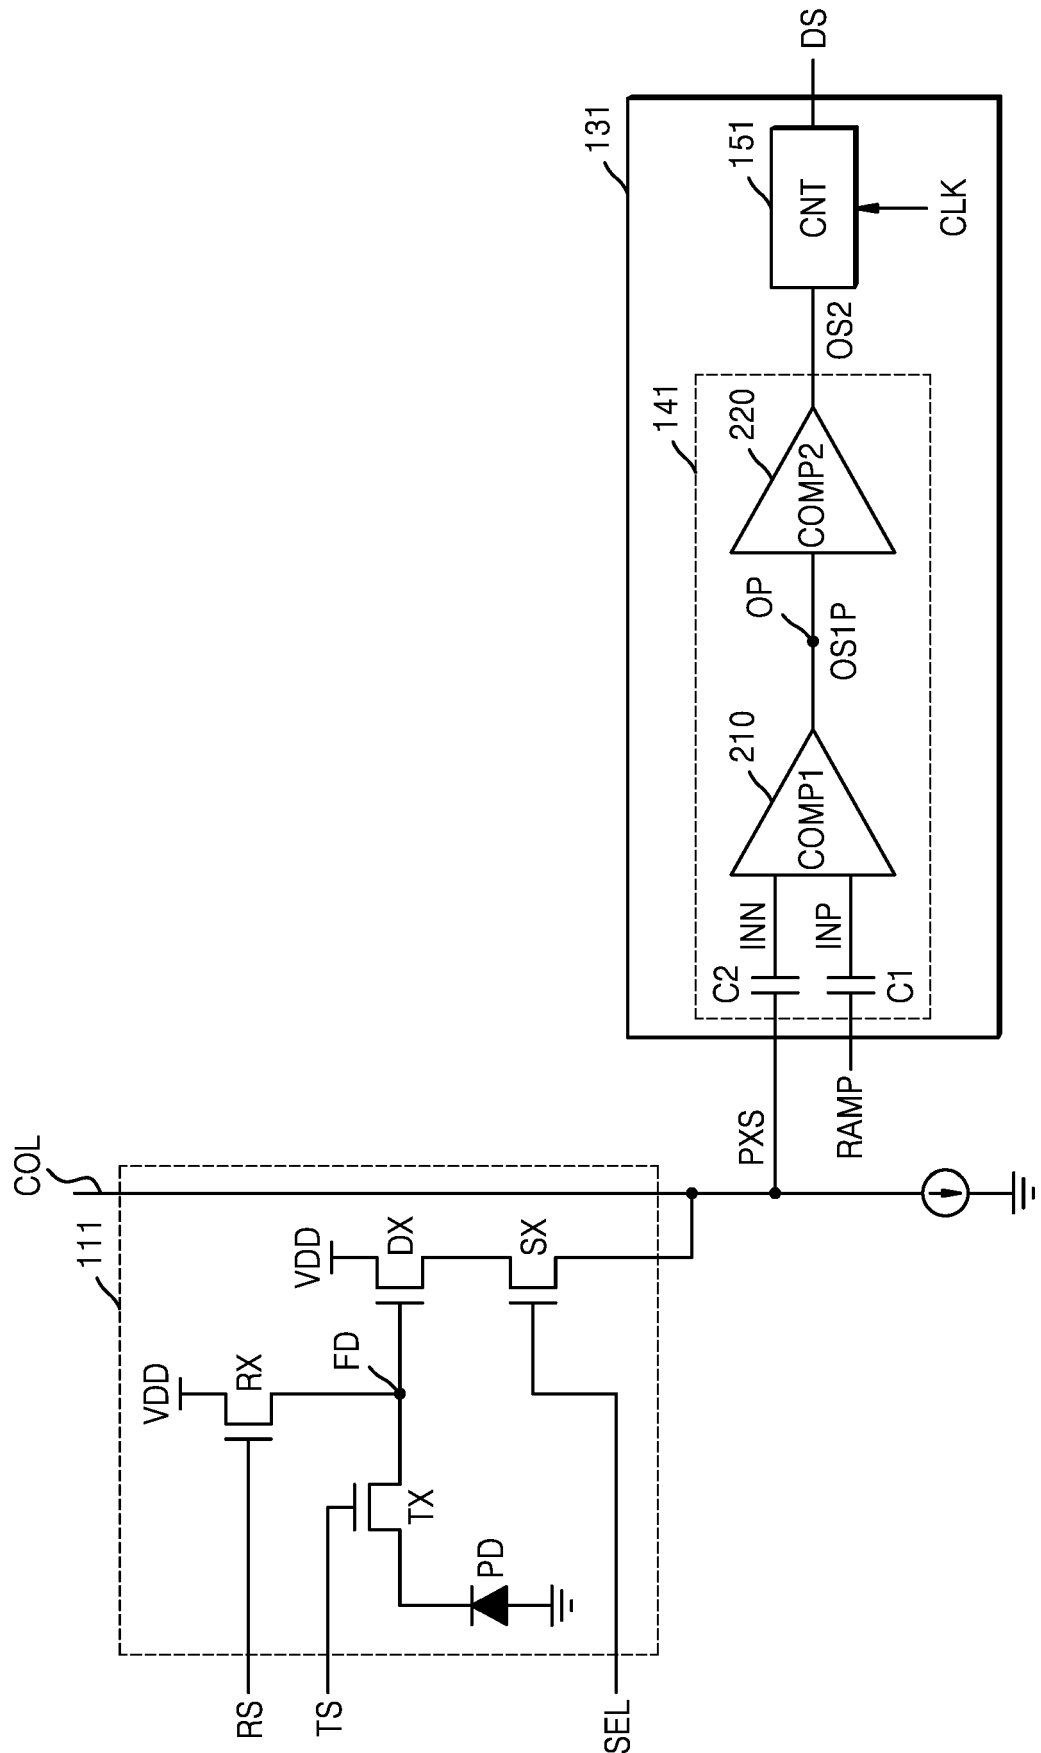 COL
111
VDD
RX
FD
VDD
DX
SX
TX
PD
RS
TS
SEL
PXS
RAMP
131
141
C2
INN
INP
C1
210
COMP1
OP
OS1P
220
COMP2
OS2
151
CNT
CLK
DS